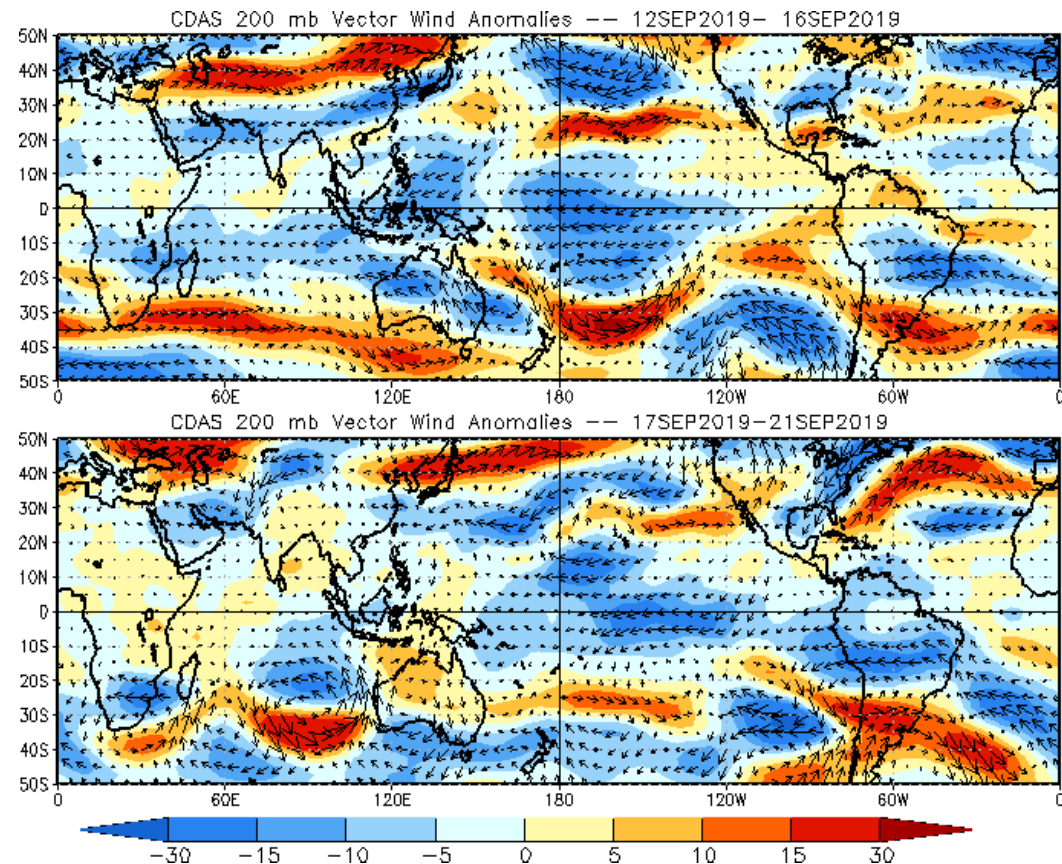 CDAS 200 mb Vector Wind Anomalies -- 12SEP2019- 16SEP2019
50N
40N
30N
20N
10N
0
10S
20S
30S
40S
50S
0 60E 120E 180 120W 60W 0
CDAS 200 mb Vector Wind Anomalies -- 17SEP2019-21SEP2019
50N
40N
30N
20N
10N
0
10S
20S
30S
40S
50S
0 60E 120E 180 120W 60W 0
-30 -15 -10 -5 0 5 10 15 30